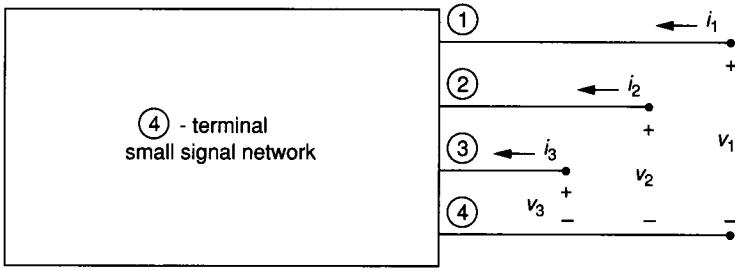 1 i1
+
2 i2
4 - terminal
small signal network
+
v1
3 i3
v2
+
v3
4
− − −